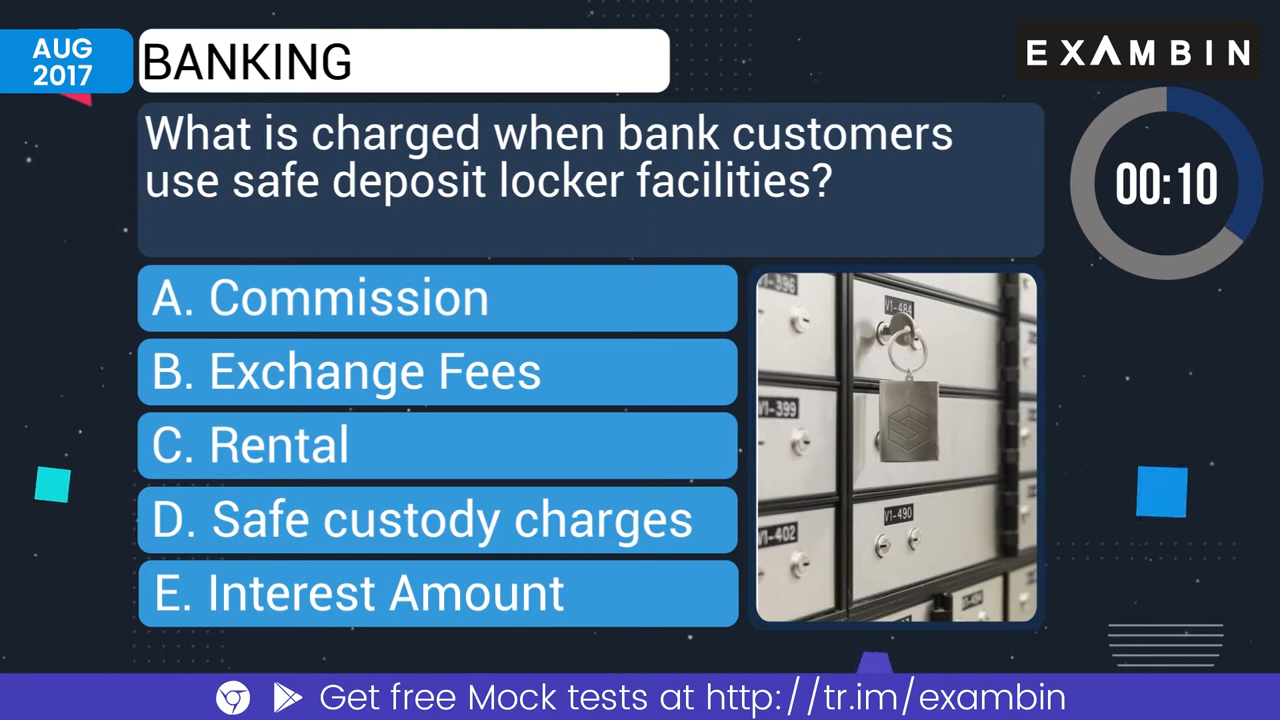 AUG
2017
BANKING
EXAMBIN
What is charged when bank customers
use safe deposit locker facilities?
00:10
A. Commission
B. Exchange Fees
C. Rental
D. Safe custody charges
E. Interest Amount
V1-396
V1-484
V1-399
V1-490
V1-402
Get free Mock tests at http://tr.im/exambin